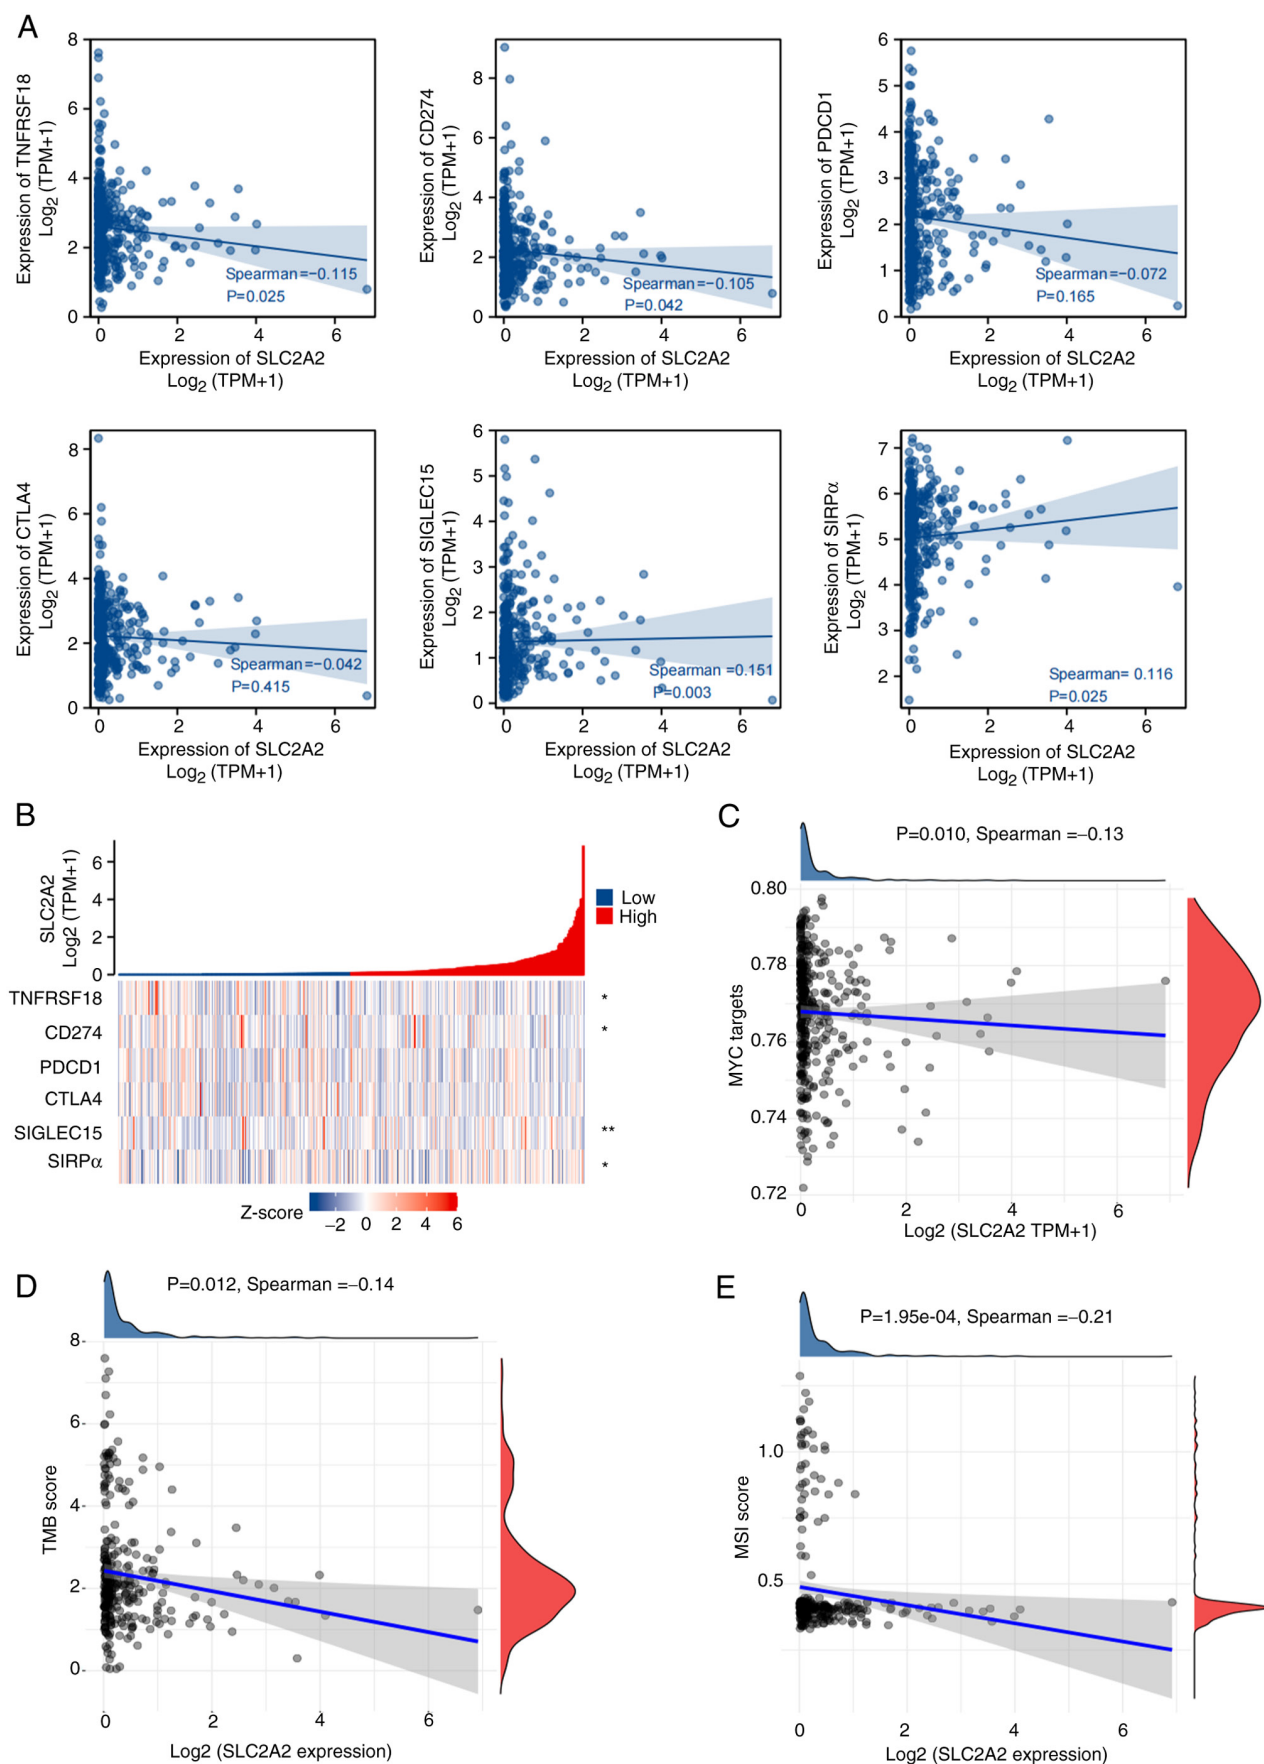 A
Expression of TNFRSF18
Log2 (TPM+1)
8
6
4
2
0
Spearman=−0.115
P=0.025
0 2 4 6
Expression of SLC2A2
Log2 (TPM+1)
Expression of CD274
Log2 (TPM+1)
8
6
4
2
0
Spearman=−0.105
P=0.042
0 2 4 6
Expression of SLC2A2
Log2 (TPM+1)
Expression of PDCD1
Log2 (TPM+1)
6
5
4
3
2
1
0
Spearman=−0.072
P=0.165
0 2 4 6
Expression of SLC2A2
Log2 (TPM+1)
Expression of CTLA4
Log2 (TPM+1)
8
6
4
2
0
Spearman=−0.042
P=0.415
0 2 4 6
Expression of SLC2A2
Log2 (TPM+1)
Expression of SIGLEC15
Log2 (TPM+1)
6
5
4
3
2
1
0
Spearman =0.151
P=0.003
0 2 4 6
Expression of SLC2A2
Log2 (TPM+1)
Expression of SIRPα
Log2 (TPM+1)
7
6
5
4
3
2
Spearman= 0.116
P=0.025
0 2 4 6
Expression of SLC2A2
Log2 (TPM+1)
B
SLC2A2
Log2 (TPM+1)
6
4
2
0
Low
High
TNFRSF18 *
CD274 *
PDCD1
CTLA4
SIGLEC15 **
SIRPα *
Z-score
−2 0 2 4 6
C
P=0.010, Spearman =−0.13
MYC targets
0.80
0.78
0.76
0.74
0.72
0 2 4 6
Log2 (SLC2A2 TPM+1)
D
P=0.012, Spearman =−0.14
TMB score
8
6
4
2
0
0 2 4 6
Log2 (SLC2A2 expression)
E
P=1.95e-04, Spearman =−0.21
MSI score
1.0
0.5
0 2 4 6
Log2 (SLC2A2 expression)